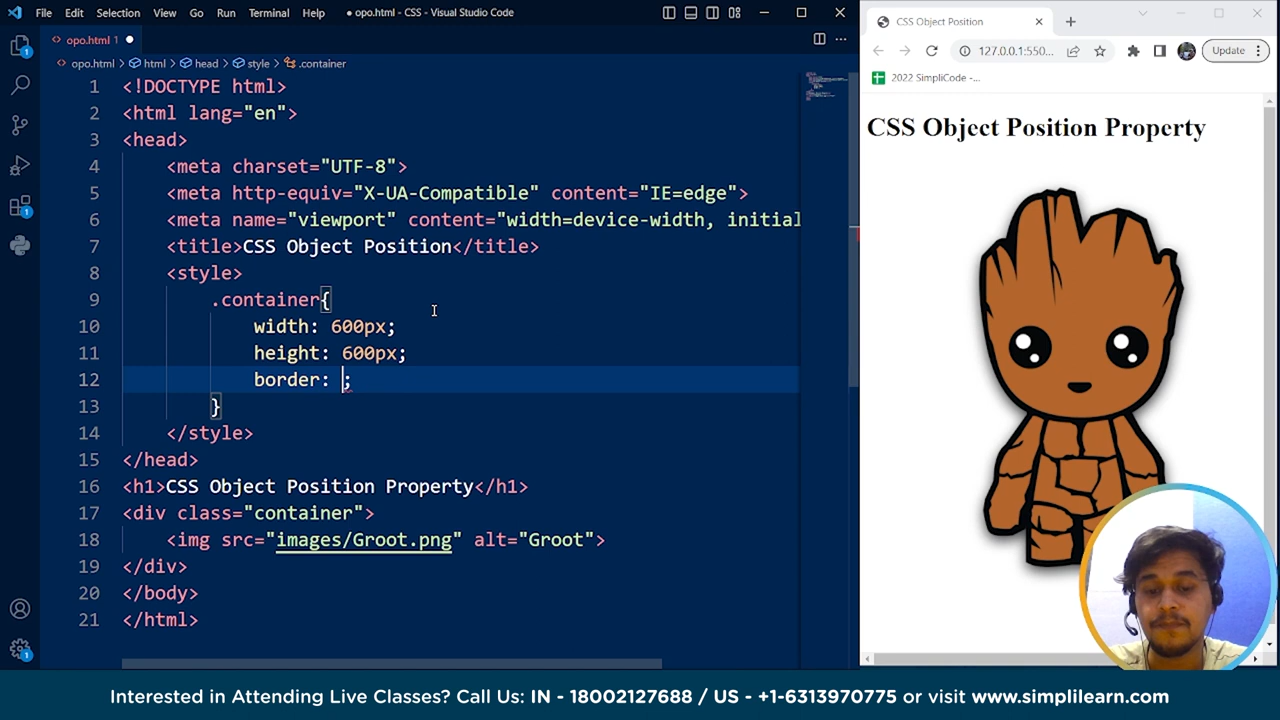 File Edit Selection View Go Run Terminal Help ● opo.html - CSS - Visual Studio Code
opo.html 1 ●
opo.html > html > head > style > .container
1 <!DOCTYPE html>
2 <html lang="en">
3 <head>
4 <meta charset="UTF-8">
5 <meta http-equiv="X-UA-Compatible" content="IE=edge">
6 <meta name="viewport" content="width=device-width, initial
7 <title>CSS Object Position</title>
8 <style>
9 .container{
10 width: 600px;
11 height: 600px;
12 border: ;
13 }
14 </style>
15 </head>
16 <h1>CSS Object Position Property</h1>
17 <div class="container">
18 <img src="images/Groot.png" alt="Groot">
19 </div>
20 </body>
21 </html>
1
1
1
CSS Object Position
127.0.0.1:550...
Update
2022 SimpliCode -...
CSS Object Position Property
Interested in Attending Live Classes? Call Us: IN - 18002127688 / US - +1-6313970775 or visit www.simplilearn.com